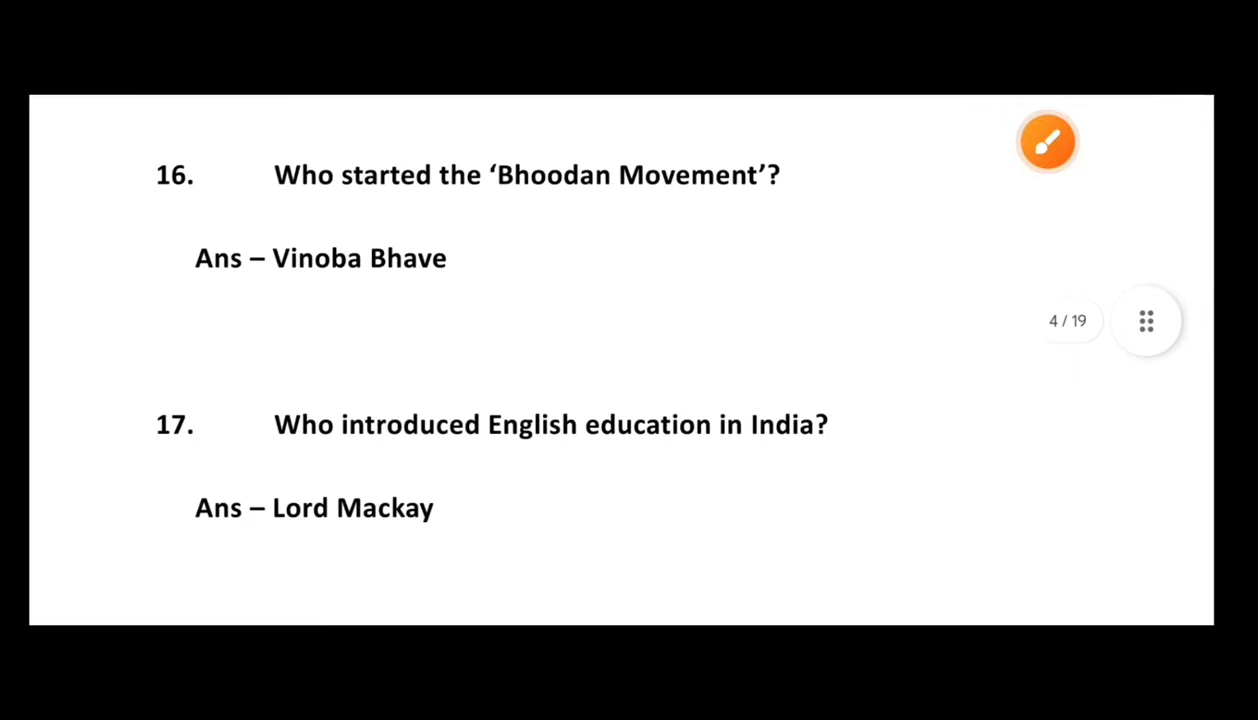 16. Who started the ‘Bhoodan Movement’?
Ans – Vinoba Bhave
4 / 19
17. Who introduced English education in India?
Ans – Lord Mackay